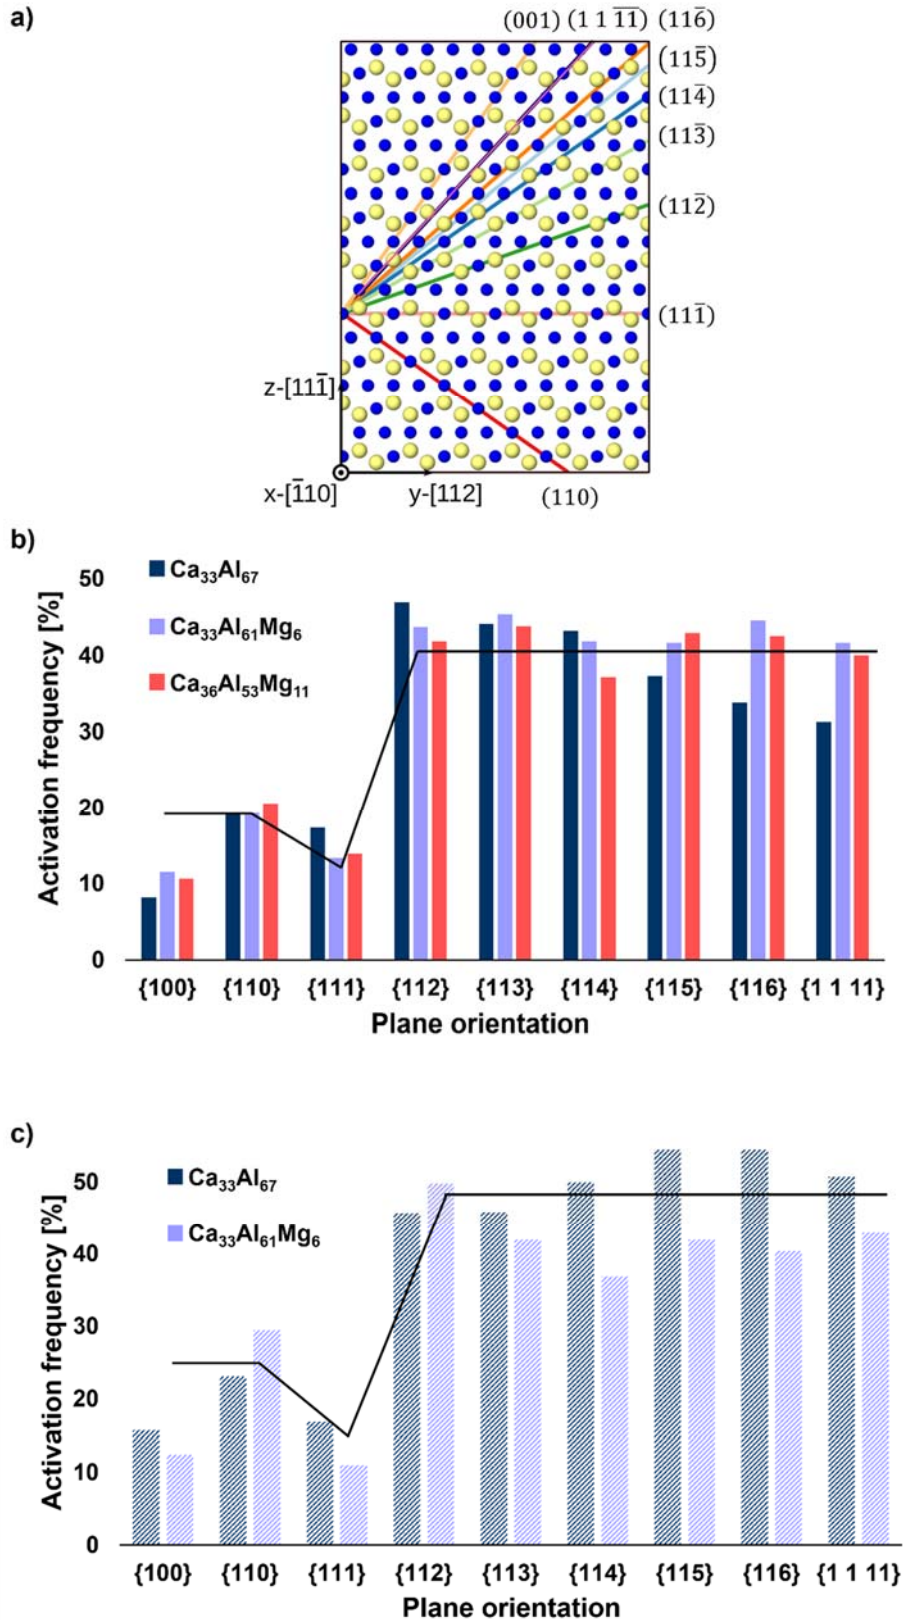 a)
(001) (1 1 1̅1̅) (116̅)
(115̅)
(114̅)
(113̅)
(112̅)
(111̅)
z-[111̅]
x-[1̅10] y-[112] (110)
b)
50
40
30
20
10
0
Activation frequency [%]
Ca₃₃Al₆₇
Ca₃₃Al₆₁Mg₆
Ca₃₆Al₅₃Mg₁₁
{100} {110} {111} {112} {113} {114} {115} {116} {1 1 11}
Plane orientation
c)
50
40
30
20
10
0
Activation frequency [%]
Ca₃₃Al₆₇
Ca₃₃Al₆₁Mg₆
{100} {110} {111} {112} {113} {114} {115} {116} {1 1 11}
Plane orientation